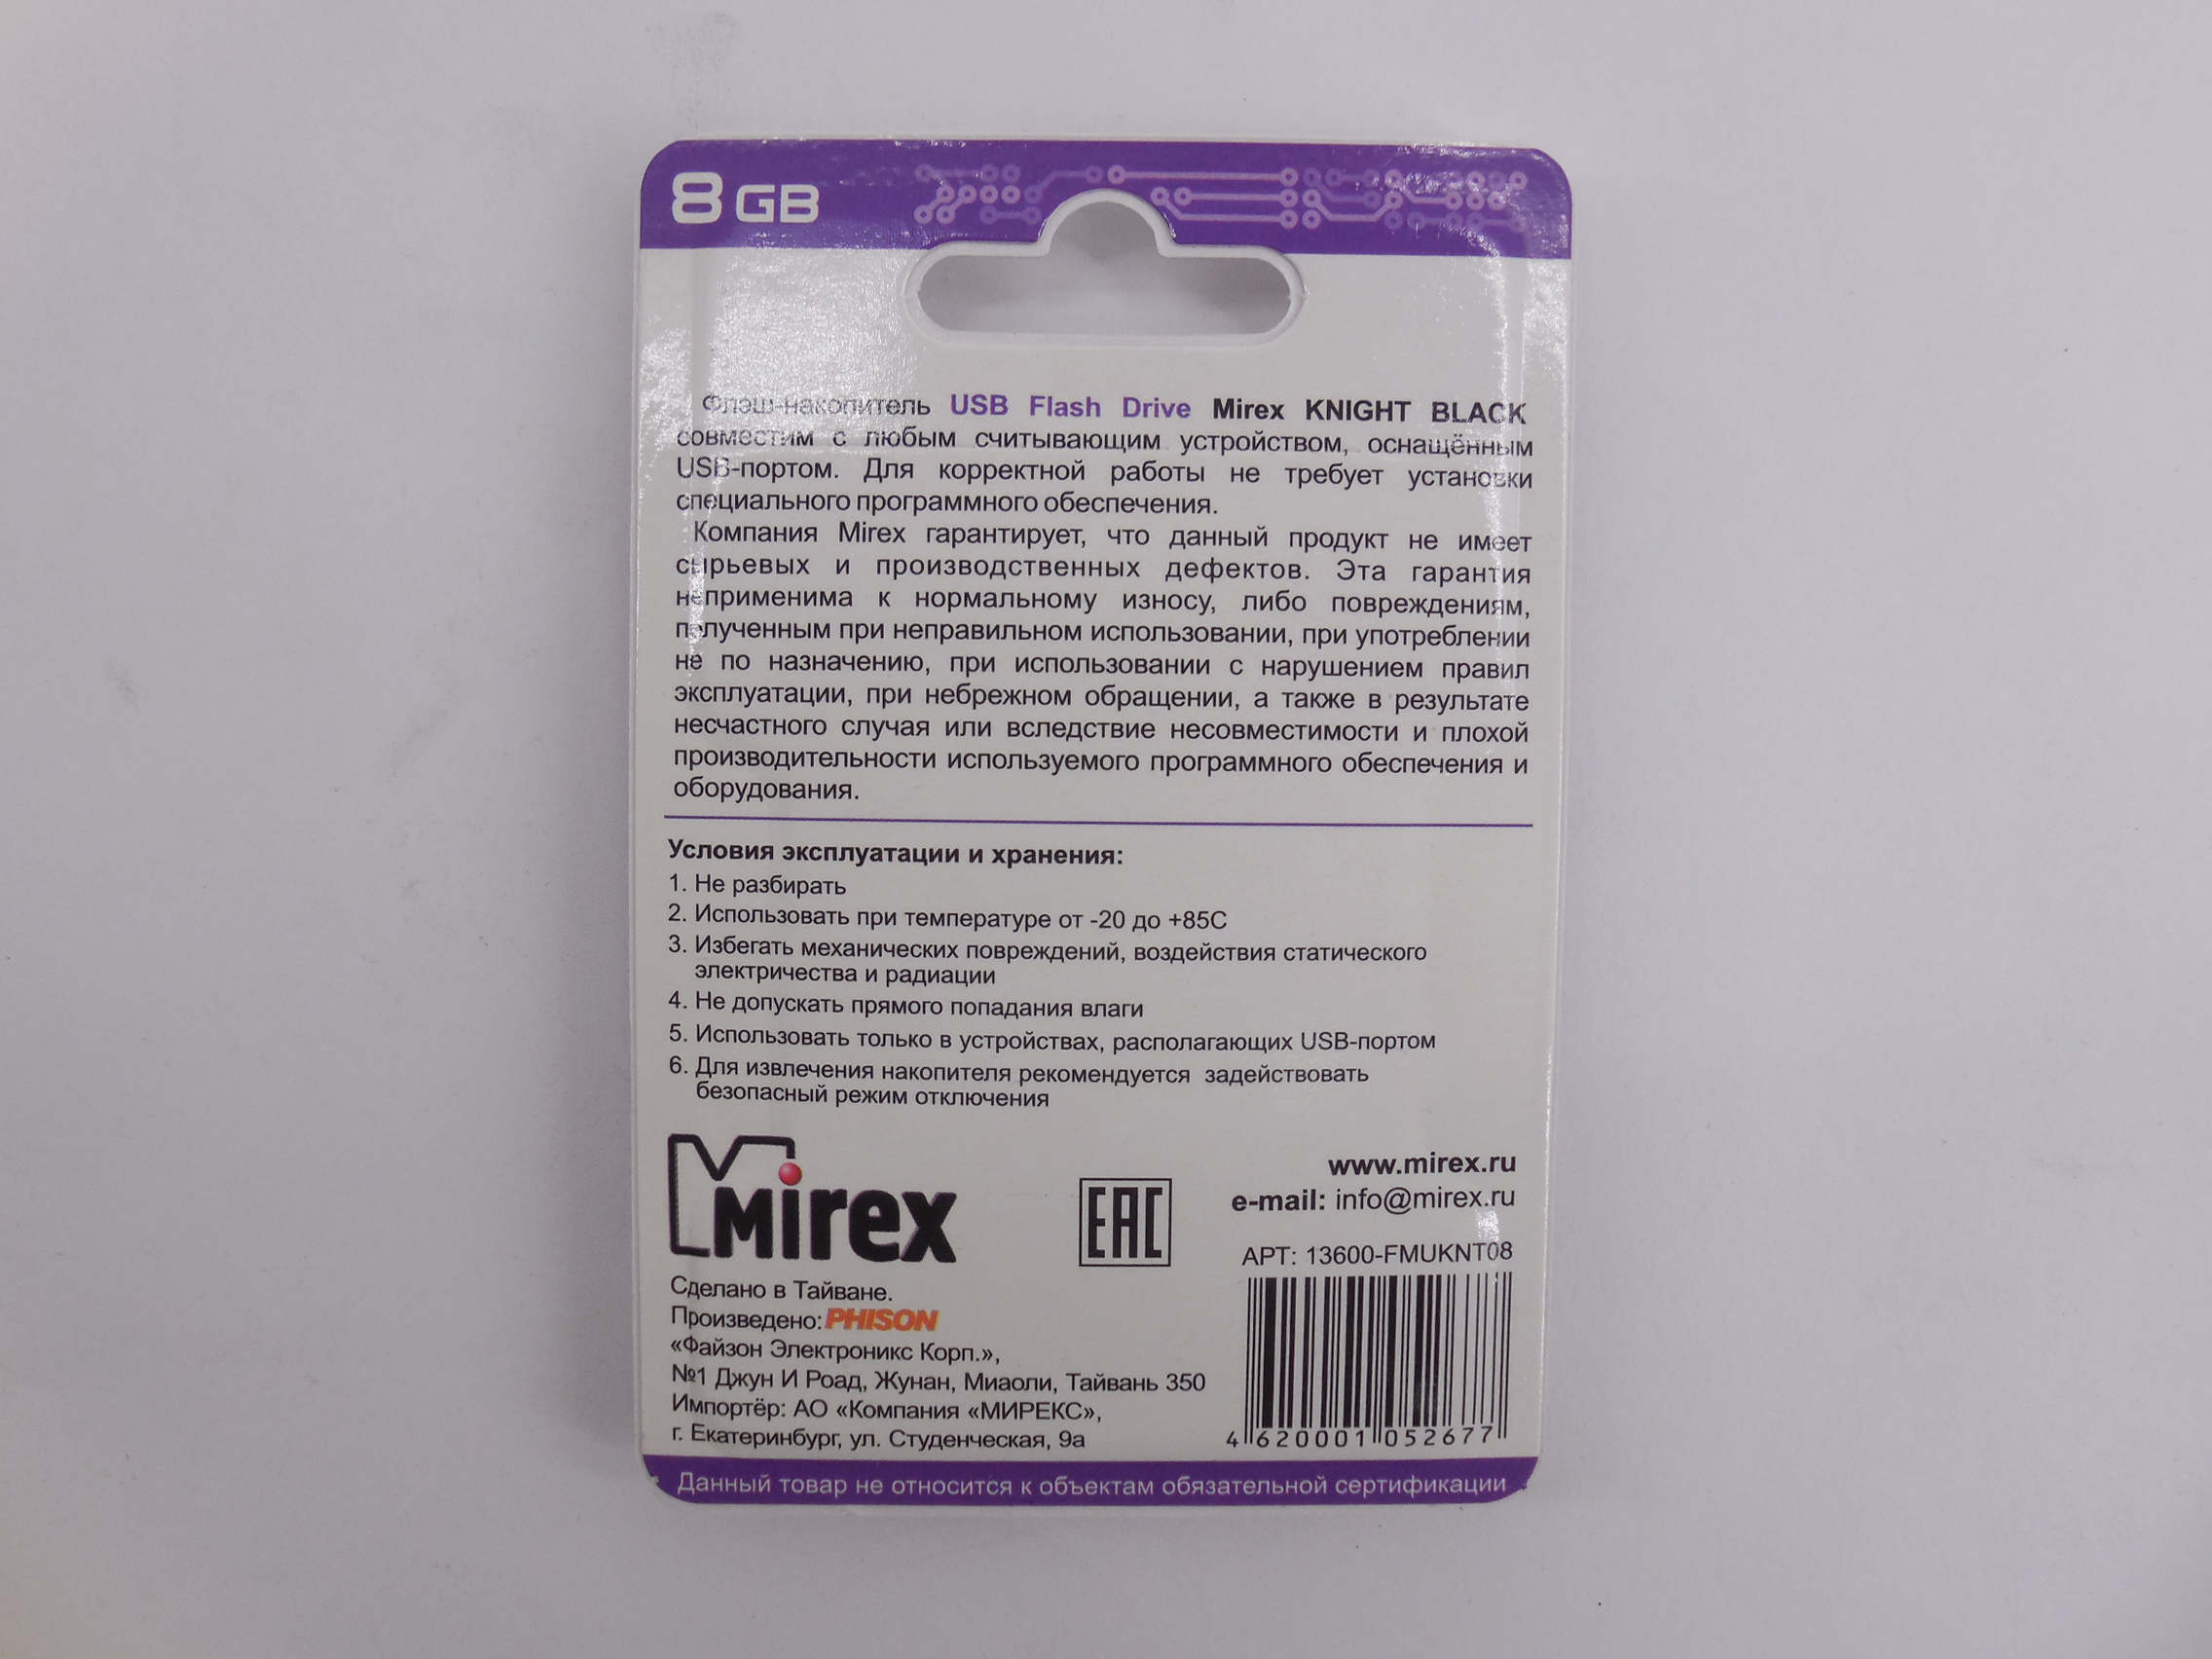 8 GB
Флэш-накопитель USB Flash Drive Mirex KNIGHT BLACK
совместим с любым считывающим устройством, оснащённым
USB-портом. Для корректной работы не требует установки
специального программного обеспечения.
Компания Mirex гарантирует, что данный продукт не имеет
сырьевых и производственных дефектов. Эта гарантия
неприменима к нормальному износу, либо повреждениям,
полученным при неправильном использовании, при употреблении
не по назначению, при использовании с нарушением правил
эксплуатации, при небрежном обращении, а также в результате
несчастного случая или вследствие несовместимости и плохой
производительности используемого программного обеспечения и
оборудования.
Условия эксплуатации и хранения:
1. Не разбирать
2. Использовать при температуре от -20 до +85С
3. Избегать механических повреждений, воздействия статического
электричества и радиации
4. Не допускать прямого попадания влаги
5. Использовать только в устройствах, располагающих USB-портом
6. Для извлечения накопителя рекомендуется задействовать
безопасный режим отключения
Mirex
EAC
www.mirex.ru
e-mail: info@mirex.ru
АРТ: 13600-FMUKNT08
Сделано в Тайване.
Произведено: PHISON
«Файзон Электроникс Корп.»,
№1 Джун И Роад, Жунан, Миаоли, Тайвань 350
Импортёр: АО «Компания «МИРЕКС»,
г. Екатеринбург, ул. Студенческая, 9а
4 620001 052677
Данный товар не относится к объектам обязательной сертификации